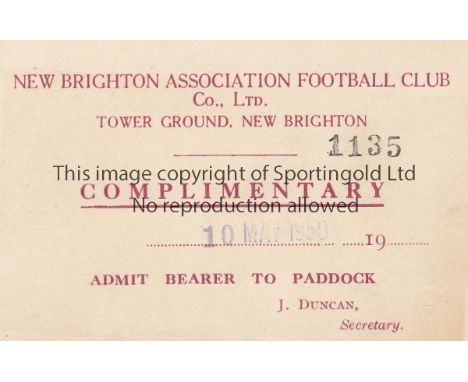 NEW BRIGHTON ASSOCIATION FOOTBALL CLUB
Co., LTD.
TOWER GROUND, NEW BRIGHTON
1135
This image copyright of Sportingold Ltd
COMPLIMENTARY
No reproduction allowed
10 MAY 1950 19
ADMIT BEARER TO PADDOCK
J. DUNCAN,
Secretary.